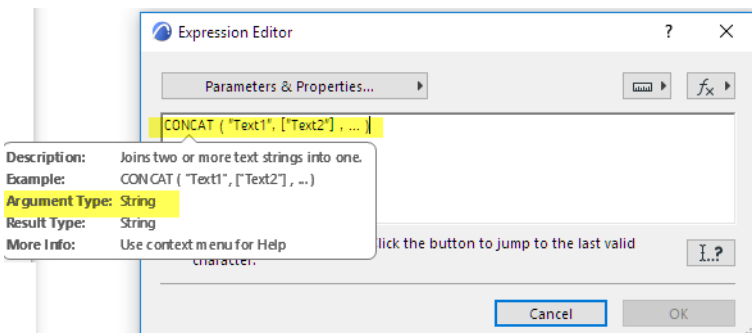 Expression Editor
?
Parameters & Properties...
fx
CONCAT ( "Text1", ["Text2"] , ... )
Description: Joins two or more text strings into one.
Example: CONCAT ( "Text1", ["Text2"] , ... )
Argument Type: String
Result Type: String
More Info: Use context menu for Help
lick the button to jump to the last valid
character.
I..?
Cancel
OK